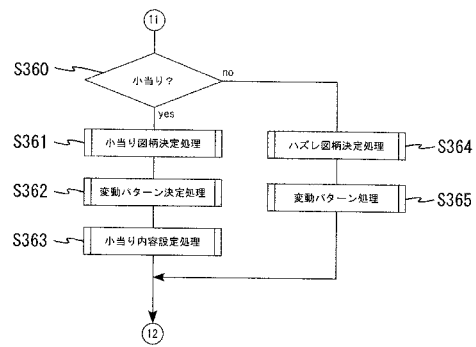 11
S360
小当り?
no
yes
S361
小当り図柄決定処理
ハズレ図柄決定処理
S364
S362
変動パターン決定処理
変動パターン処理
S365
S363
小当り内容設定処理
12